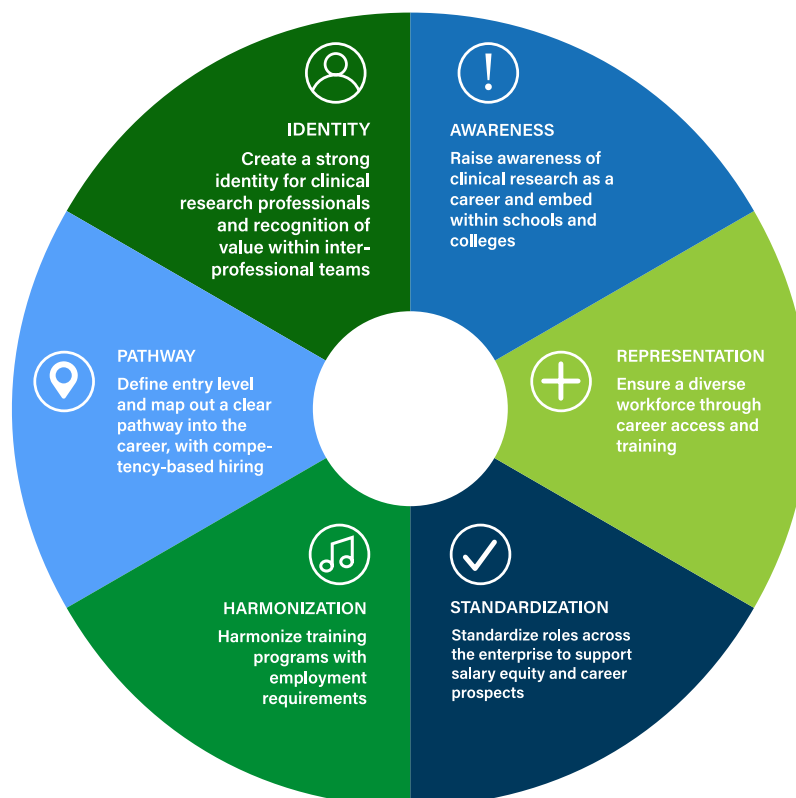 IDENTITY
Create a strong
identity for clinical
research professionals
and recognition of
value within inter-
professional teams
AWARENESS
Raise awareness of
clinical research as a
career and embed
within schools and
colleges
PATHWAY
Define entry level
and map out a clear
pathway into the
career, with compe-
tency-based hiring
REPRESENTATION
Ensure a diverse
workforce through
career access and
training
HARMONIZATION
Harmonize training
programs with
employment
requirements
STANDARDIZATION
Standardize roles across
the enterprise to support
salary equity and career
prospects